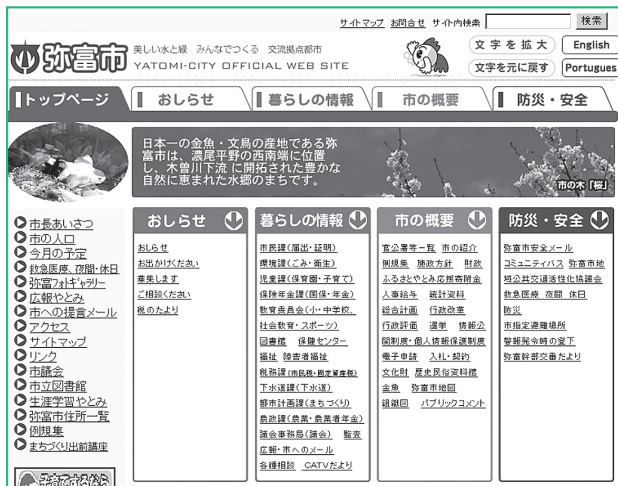 サイトマップ お問合せ サイト内検索 検索
弥富市
美しい水と緑 みんなでつくる 交流拠点都市
YATOMI-CITY OFFICIAL WEB SITE
文字を拡大 English
文字を元に戻す Portugues
トップページ おしらせ 暮らしの情報 市の概要 防災・安全
日本一の金魚・文鳥の産地である弥
富市は、濃尾平野の西南端に位置
し、木曽川下流に開拓された豊かな
自然に恵まれた水郷のまちです。
市の木「桜」
市長あいさつ
市の人口
今月の予定
救急医療、夜間・休日
弥富フォトギャラリー
広報やとみ
市への提言メール
アクセス
サイトマップ
リンク
市議会
市立図書館
生涯学習やとみ
弥富市住所一覧
例規集
まちづくり出前講座
子育てするなら
おしらせ
おしらせ
お出かけください
募集します
ご相談ください
税のたより
暮らしの情報
市民課(届出・証明)
環境課(ごみ・衛生)
児童課(保育園・子育て)
保険年金課(国保・年金)
教育委員会(小・中学校、
社会教育・スポーツ)
図書館 保健センター
福祉 障害者福祉
税務課(市民税・固定資産税)
下水道課(下水道)
都市計画課(まちづくり)
農政課(農業・農業者年金)
議会事務局(議会) 監査
広報・市へのメール
各種相談 CATVだより
市の概要
官公署等一覧 市の紹介
例規集 施政方針 財政
ふるさとやとみ応援寄附金
人事給与 統計資料
総合計画 行政改革
行政評価 選挙 情報公
開制度・個人情報保護制度
電子申請 入札・契約
文化財 歴史民俗資料館
金魚 弥富市地図
組織図 パブリックコメント
防災・安全
弥富市安全メール
コミュニティバス 弥富市地
域公共交通活性化協議会
救急医療 夜間 休日
防災
市指定避難場所
警報発令時の登下
弥富幹部交番だより